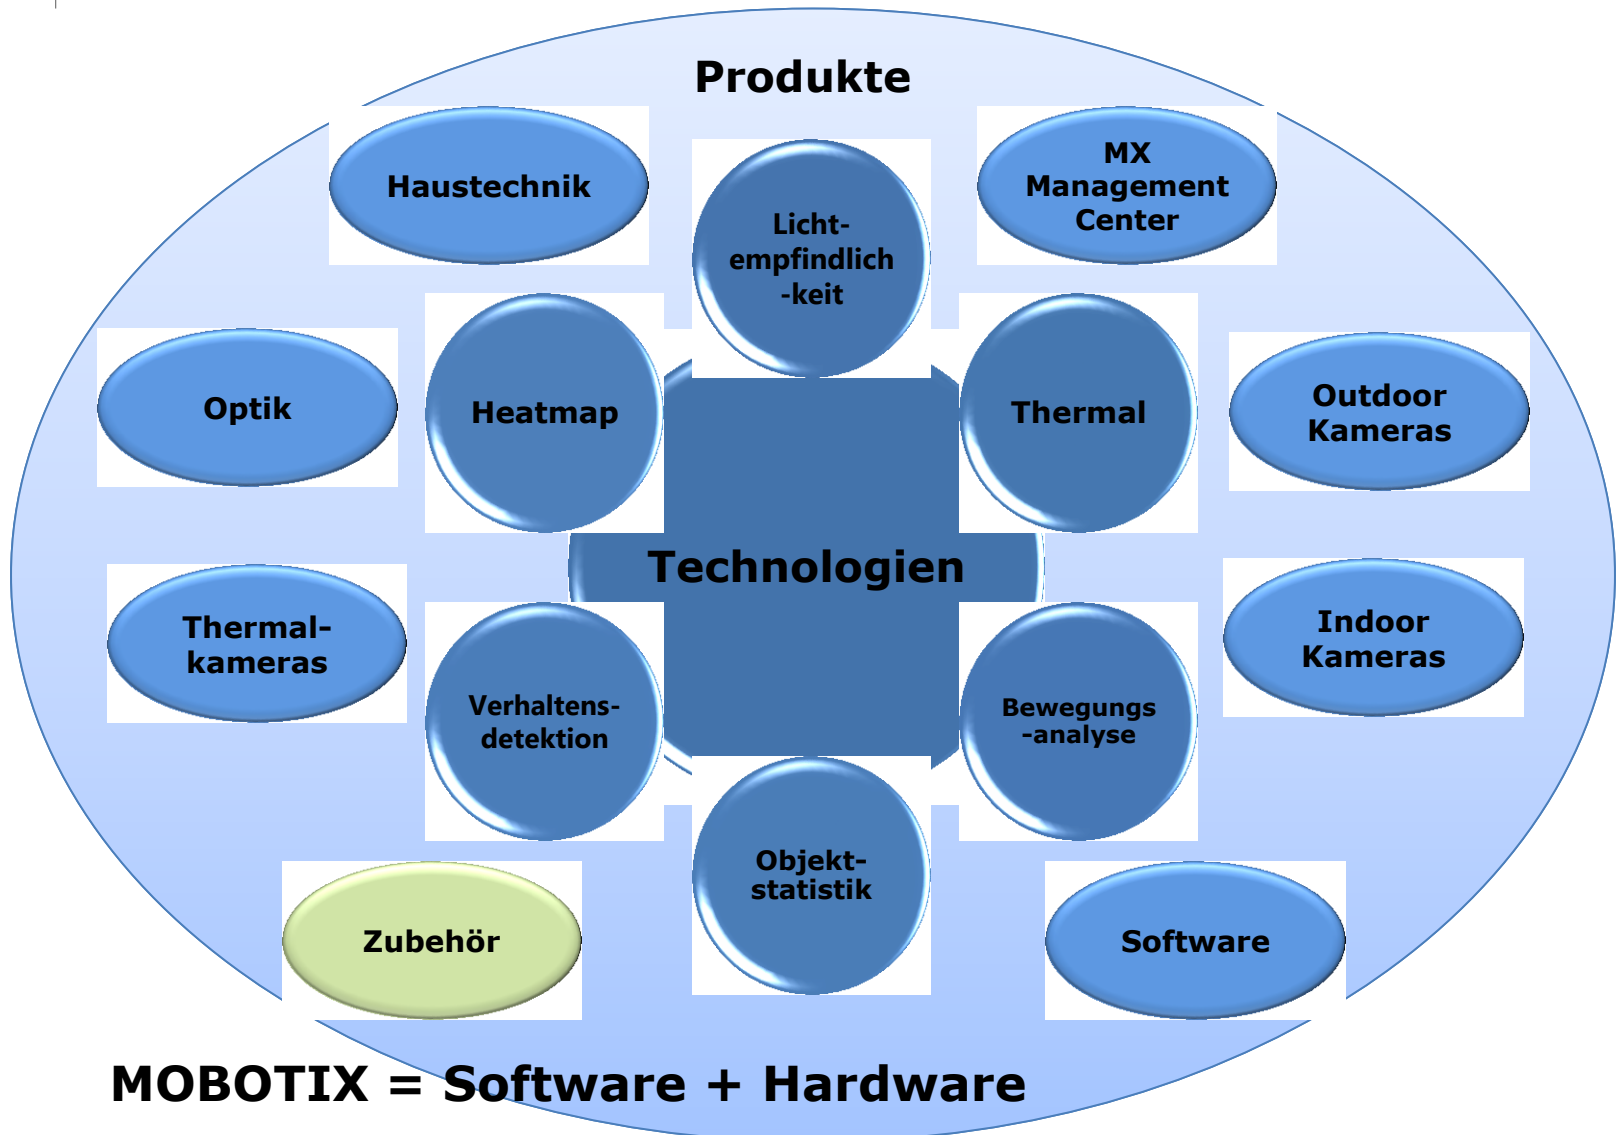 Produkte
Haustechnik
MX
Management
Center
Licht-
empfindlich
-keit
Optik
Heatmap
Thermal
Outdoor
Kameras
Technologien
Thermal-
kameras
Indoor
Kameras
Verhaltens-
detektion
Bewegungs
-analyse
Objekt-
statistik
Zubehör
Software
MOBOTIX = Software + Hardware